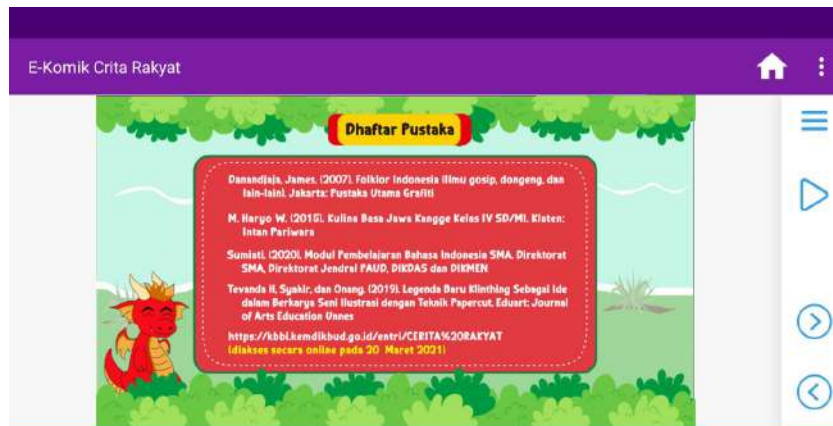 E-Komik Crita Rakyat
Dhaftar Pustaka
Danandjaja, James. (2007). Folklor Indonesia (Ilmu gosip, dongeng, dan
lain-lain). Jakarta: Pustaka Utama Grafiti
M. Haryo W. (2015). Kulina Basa Jawa Kangge Kelas IV SD/MI. Klaten:
Intan Pariwara
Sumiati. (2020). Modul Pembelajaran Bahasa Indonesia SMA. Direktorat
SMA, Direktorat Jendral PAUD, DIKDAS dan DIKMEN
Tevanda H, Syakir, dan Onang. (2019). Legenda Baru Klinthing Sebagai Ide
dalam Berkarya Seni Ilustrasi dengan Teknik Papercut, Eduart: Journal
of Arts Education Unnes
https://kbbi.kemdikbud.go.id/entri/CERITA%20RAKYAT
(diakses secara online pada 20 Maret 2021)